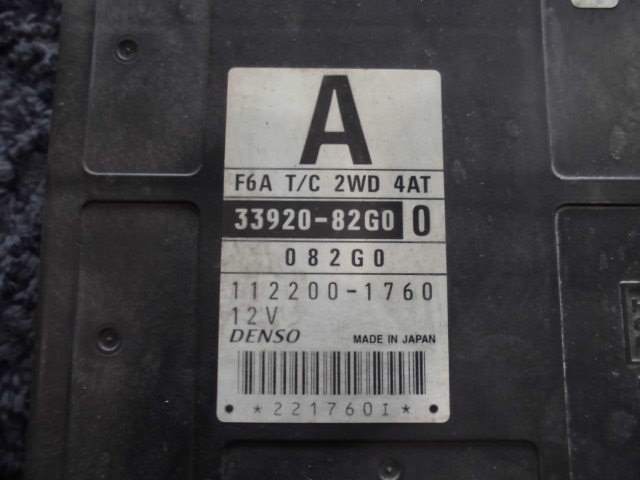 A
F6A T/C 2WD 4AT
33920-82G0 0
082G0
112200-1760
12V
DENSO MADE IN JAPAN
*221760I*